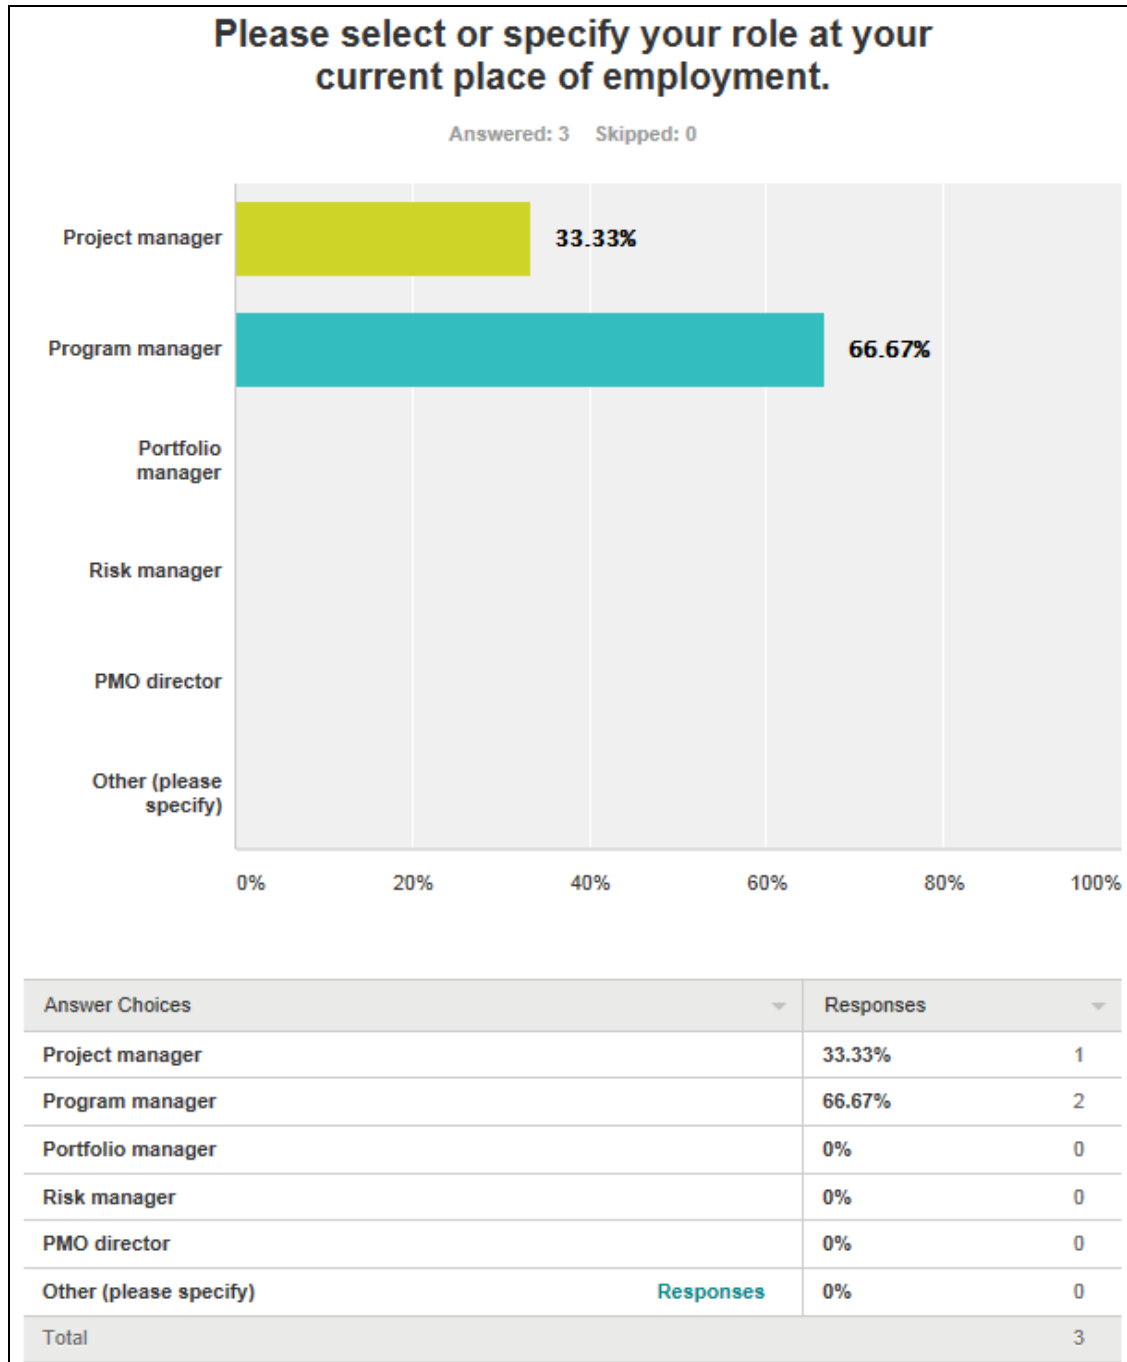 Please select or specify your role at your
current place of employment.
Answered: 3 Skipped: 0
Project manager
33.33%
Program manager
66.67%
Portfolio
manager
Risk manager
PMO director
Other (please
specify)
0% 20% 40% 60% 80% 100%
Answer Choices Responses
Project manager 33.33% 1
Program manager 66.67% 2
Portfolio manager 0% 0
Risk manager 0% 0
PMO director 0% 0
Other (please specify) Responses 0% 0
Total 3